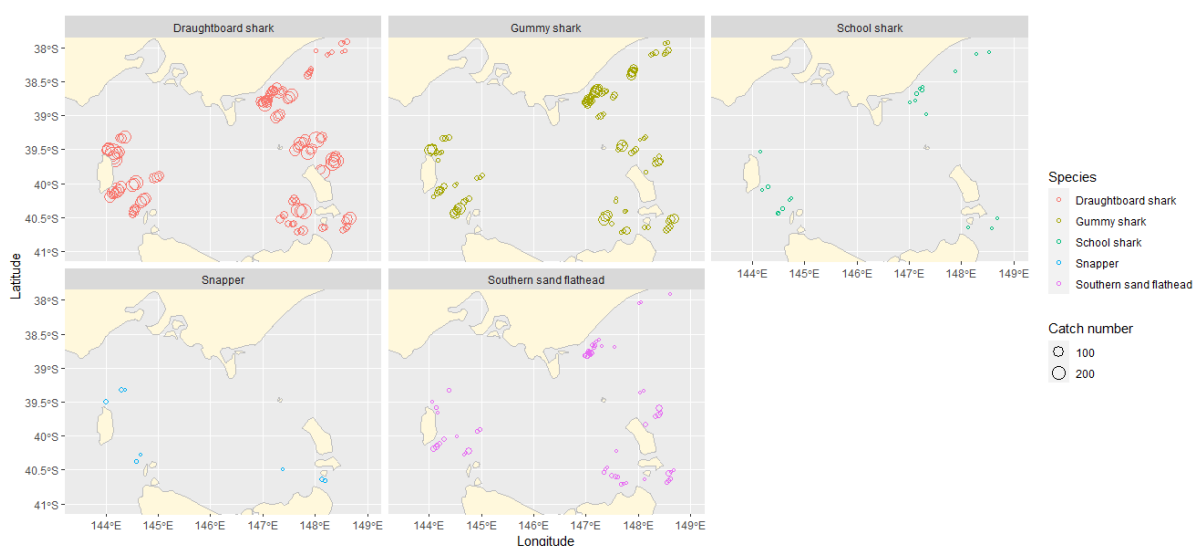 Draughtboard shark
Gummy shark
School shark
38°S
38.5°S
39°S
39.5°S
40°S
40.5°S
41°S
144°E 145°E 146°E 147°E 148°E 149°E
Snapper
Southern sand flathead
38°S
38.5°S
39°S
39.5°S
40°S
40.5°S
41°S
144°E 145°E 146°E 147°E 148°E 149°E
144°E 145°E 146°E 147°E 148°E 149°E
Latitude
Longitude
Species
Draughtboard shark
Gummy shark
School shark
Snapper
Southern sand flathead
Catch number
100
200